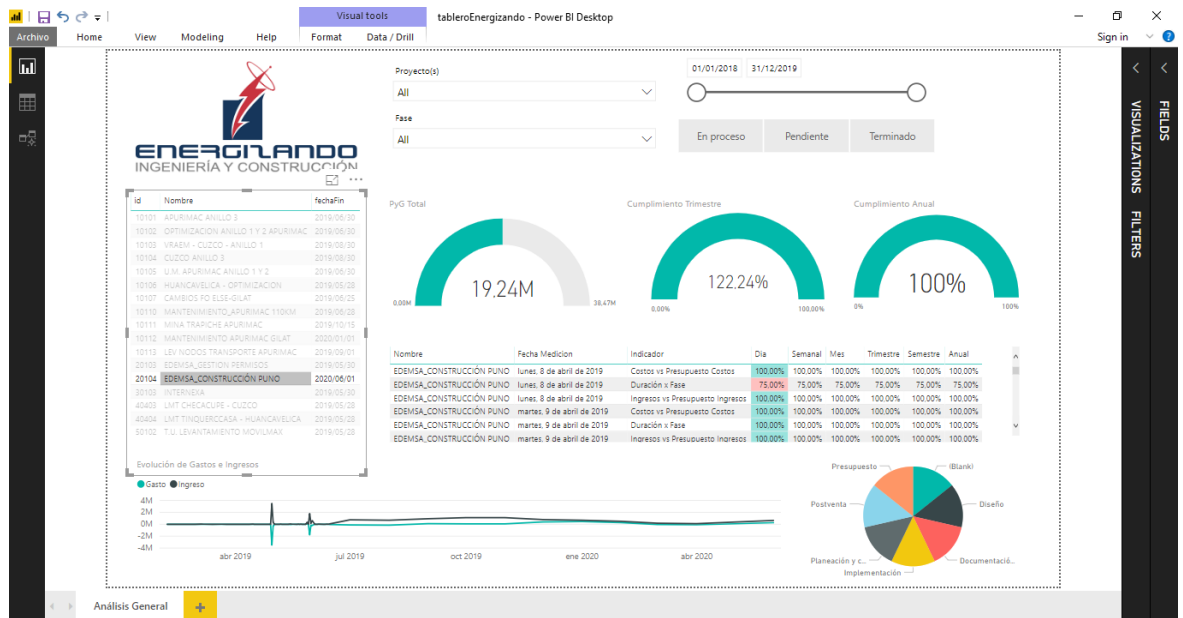 Visual tools
tableroEnergizando - Power BI Desktop
Archivo Home View Modeling Help Format Data / Drill Sign in
ENERGIZANDO
INGENIERÍA Y CONSTRUCCIÓN
Proyecto(s)
All
Fase
All
01/01/2018 31/12/2019
En proceso Pendiente Terminado
VISUALIZATIONS
FILTERS
FIELDS
id Nombre fechaFin
10101 APURIMAC ANILLO 3 2019/06/30
10102 OPTIMIZACION ANILLO 1 Y 2 APURIMAC 2019/06/30
10103 VRAEM - CUZCO - ANILLO 1 2019/08/30
10104 CUZCO ANILLO 3 2019/08/30
10105 U.M. APURIMAC ANILLO 1 Y 2 2019/06/30
10106 HUANCAVELICA - OPTIMIZACION 2019/05/28
10107 CAMBIOS FO ELSE-GILAT 2019/06/25
10110 MANTENIMIENTO_APURIMAC 110KM 2019/06/28
10111 MINA TRAPICHE APURIMAC 2019/10/15
10112 MANTENIMIENTO APURIMAC GILAT 2020/01/01
10113 LEV NODOS TRANSPORTE APURIMAC 2019/09/01
20103 EDEMSA_GESTION PERMISOS 2019/05/30
20104 EDEMSA_CONSTRUCCIÓN PUNO 2020/06/01
30103 INTERNEXA 2019/05/30
40403 LMT CHECACUPE - CUZCO 2019/05/28
40404 LMT TINQUERCCASA - HUANCAVELICA 2019/05/28
50102 T.U. LEVANTAMIENTO MOVILMAX 2019/05/28
PyG Total
19,24M
0,00M 38,47M
Cumplimiento Trimestre
122,24%
0,00% 100,00%
Cumplimiento Anual
100%
0% 100%
Nombre Fecha Medicion Indicador Dia Semanal Mes Trimestre Semestre Anual
EDEMSA_CONSTRUCCIÓN PUNO lunes, 8 de abril de 2019 Costos vs Presupuesto Costos 100,00% 100,00% 100,00% 100,00% 100,00% 100,00%
EDEMSA_CONSTRUCCIÓN PUNO lunes, 8 de abril de 2019 Duración x Fase 75,00% 75,00% 75,00% 75,00% 75,00% 75,00%
EDEMSA_CONSTRUCCIÓN PUNO lunes, 8 de abril de 2019 Ingresos vs Presupuesto Ingresos 100,00% 100,00% 100,00% 100,00% 100,00% 100,00%
EDEMSA_CONSTRUCCIÓN PUNO martes, 9 de abril de 2019 Costos vs Presupuesto Costos 100,00% 100,00% 100,00% 100,00% 100,00% 100,00%
EDEMSA_CONSTRUCCIÓN PUNO martes, 9 de abril de 2019 Duración x Fase 100,00% 100,00% 100,00% 100,00% 100,00% 100,00%
EDEMSA_CONSTRUCCIÓN PUNO martes, 9 de abril de 2019 Ingresos vs Presupuesto Ingresos 100,00% 100,00% 100,00% 100,00% 100,00% 100,00%
Evolución de Gastos e Ingresos
Gasto Ingreso
4M
2M
0M
-2M
-4M
abr 2019 jul 2019 oct 2019 ene 2020 abr 2020
Presupuesto (Blank)
Postventa Diseño
Planeación y c... Documentació..
Implementación
Análisis General